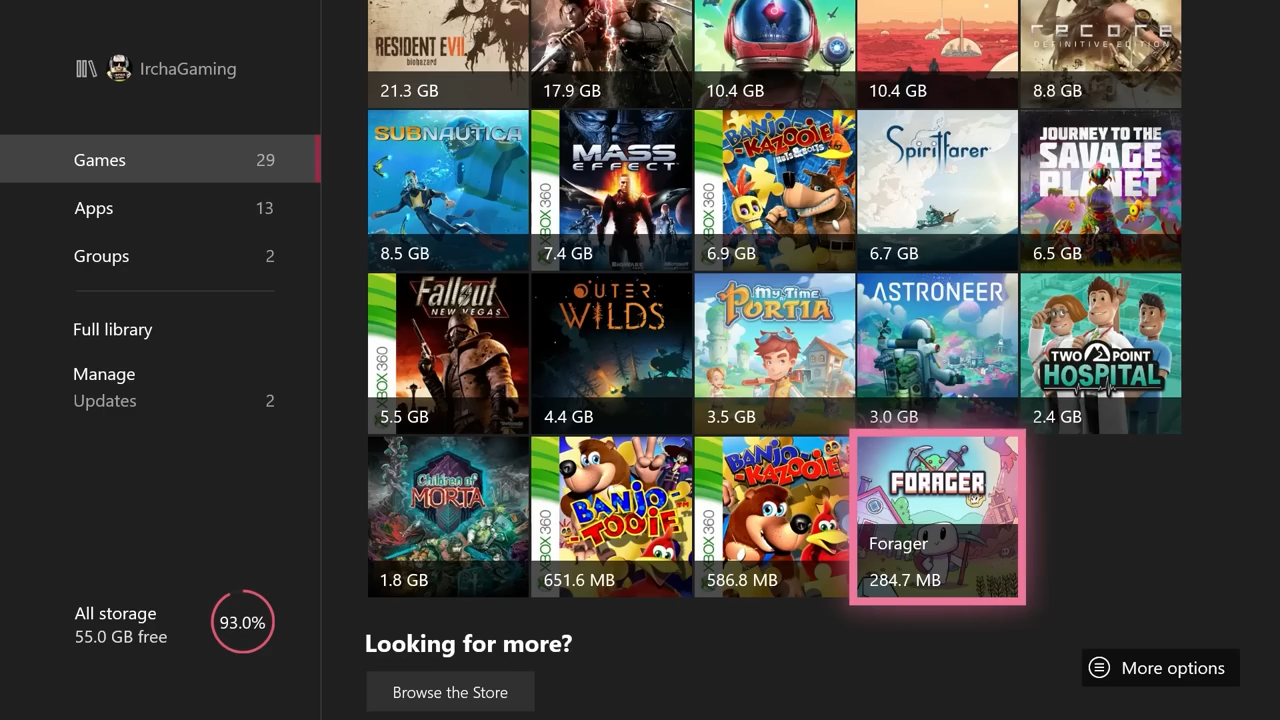 IrchaGaming
Games 29
Apps 13
Groups 2
Full library
Manage
Updates 2
All storage
55.0 GB free
93.0%
RESIDENT EVIL
biohazard
recore
DEFINITIVE EDITION
21.3 GB
17.9 GB
10.4 GB
10.4 GB
8.8 GB
SUBNAUTICA
XBOX 360
MASS
EFFECT
BIOWARE
Microsoft
XBOX 360
BANJO-
KAZOOIE
Nuts & Bolts
Spiritfarer
JOURNEY TO THE
SAVAGE
PLANET
8.5 GB
7.4 GB
6.9 GB
6.7 GB
6.5 GB
XBOX 360
Fallout
NEW VEGAS
OUTER
WILDS
My Time
PORTIA
ASTRONEER
TWO POINT
HOSPITAL
5.5 GB
4.4 GB
3.5 GB
3.0 GB
2.4 GB
Children of
MORTA
XBOX 360
BANJO-
TOOIE
XBOX 360
BANJO-
KAZOOIE
FORAGER
Forager
1.8 GB
651.6 MB
586.8 MB
284.7 MB
Looking for more?
Browse the Store
More options